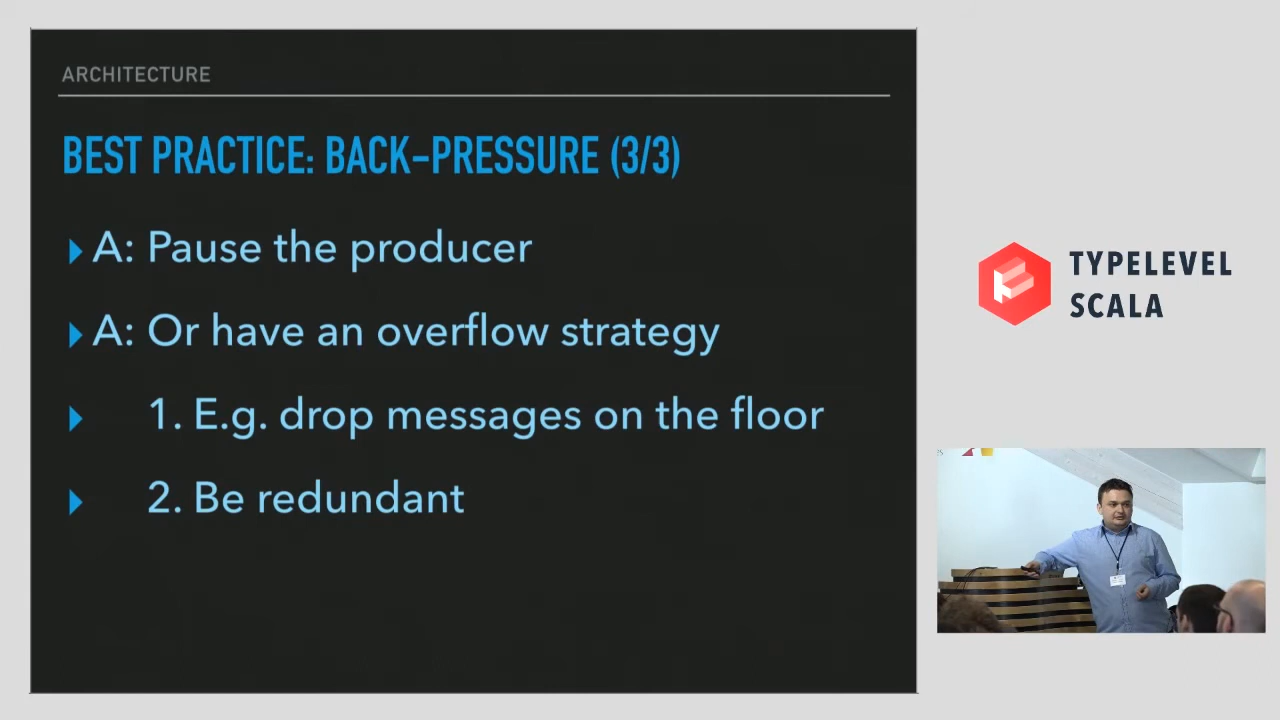 ARCHITECTURE
BEST PRACTICE: BACK-PRESSURE (3/3)
A: Pause the producer
A: Or have an overflow strategy
1. E.g. drop messages on the floor
2. Be redundant
TYPELEVEL
SCALA